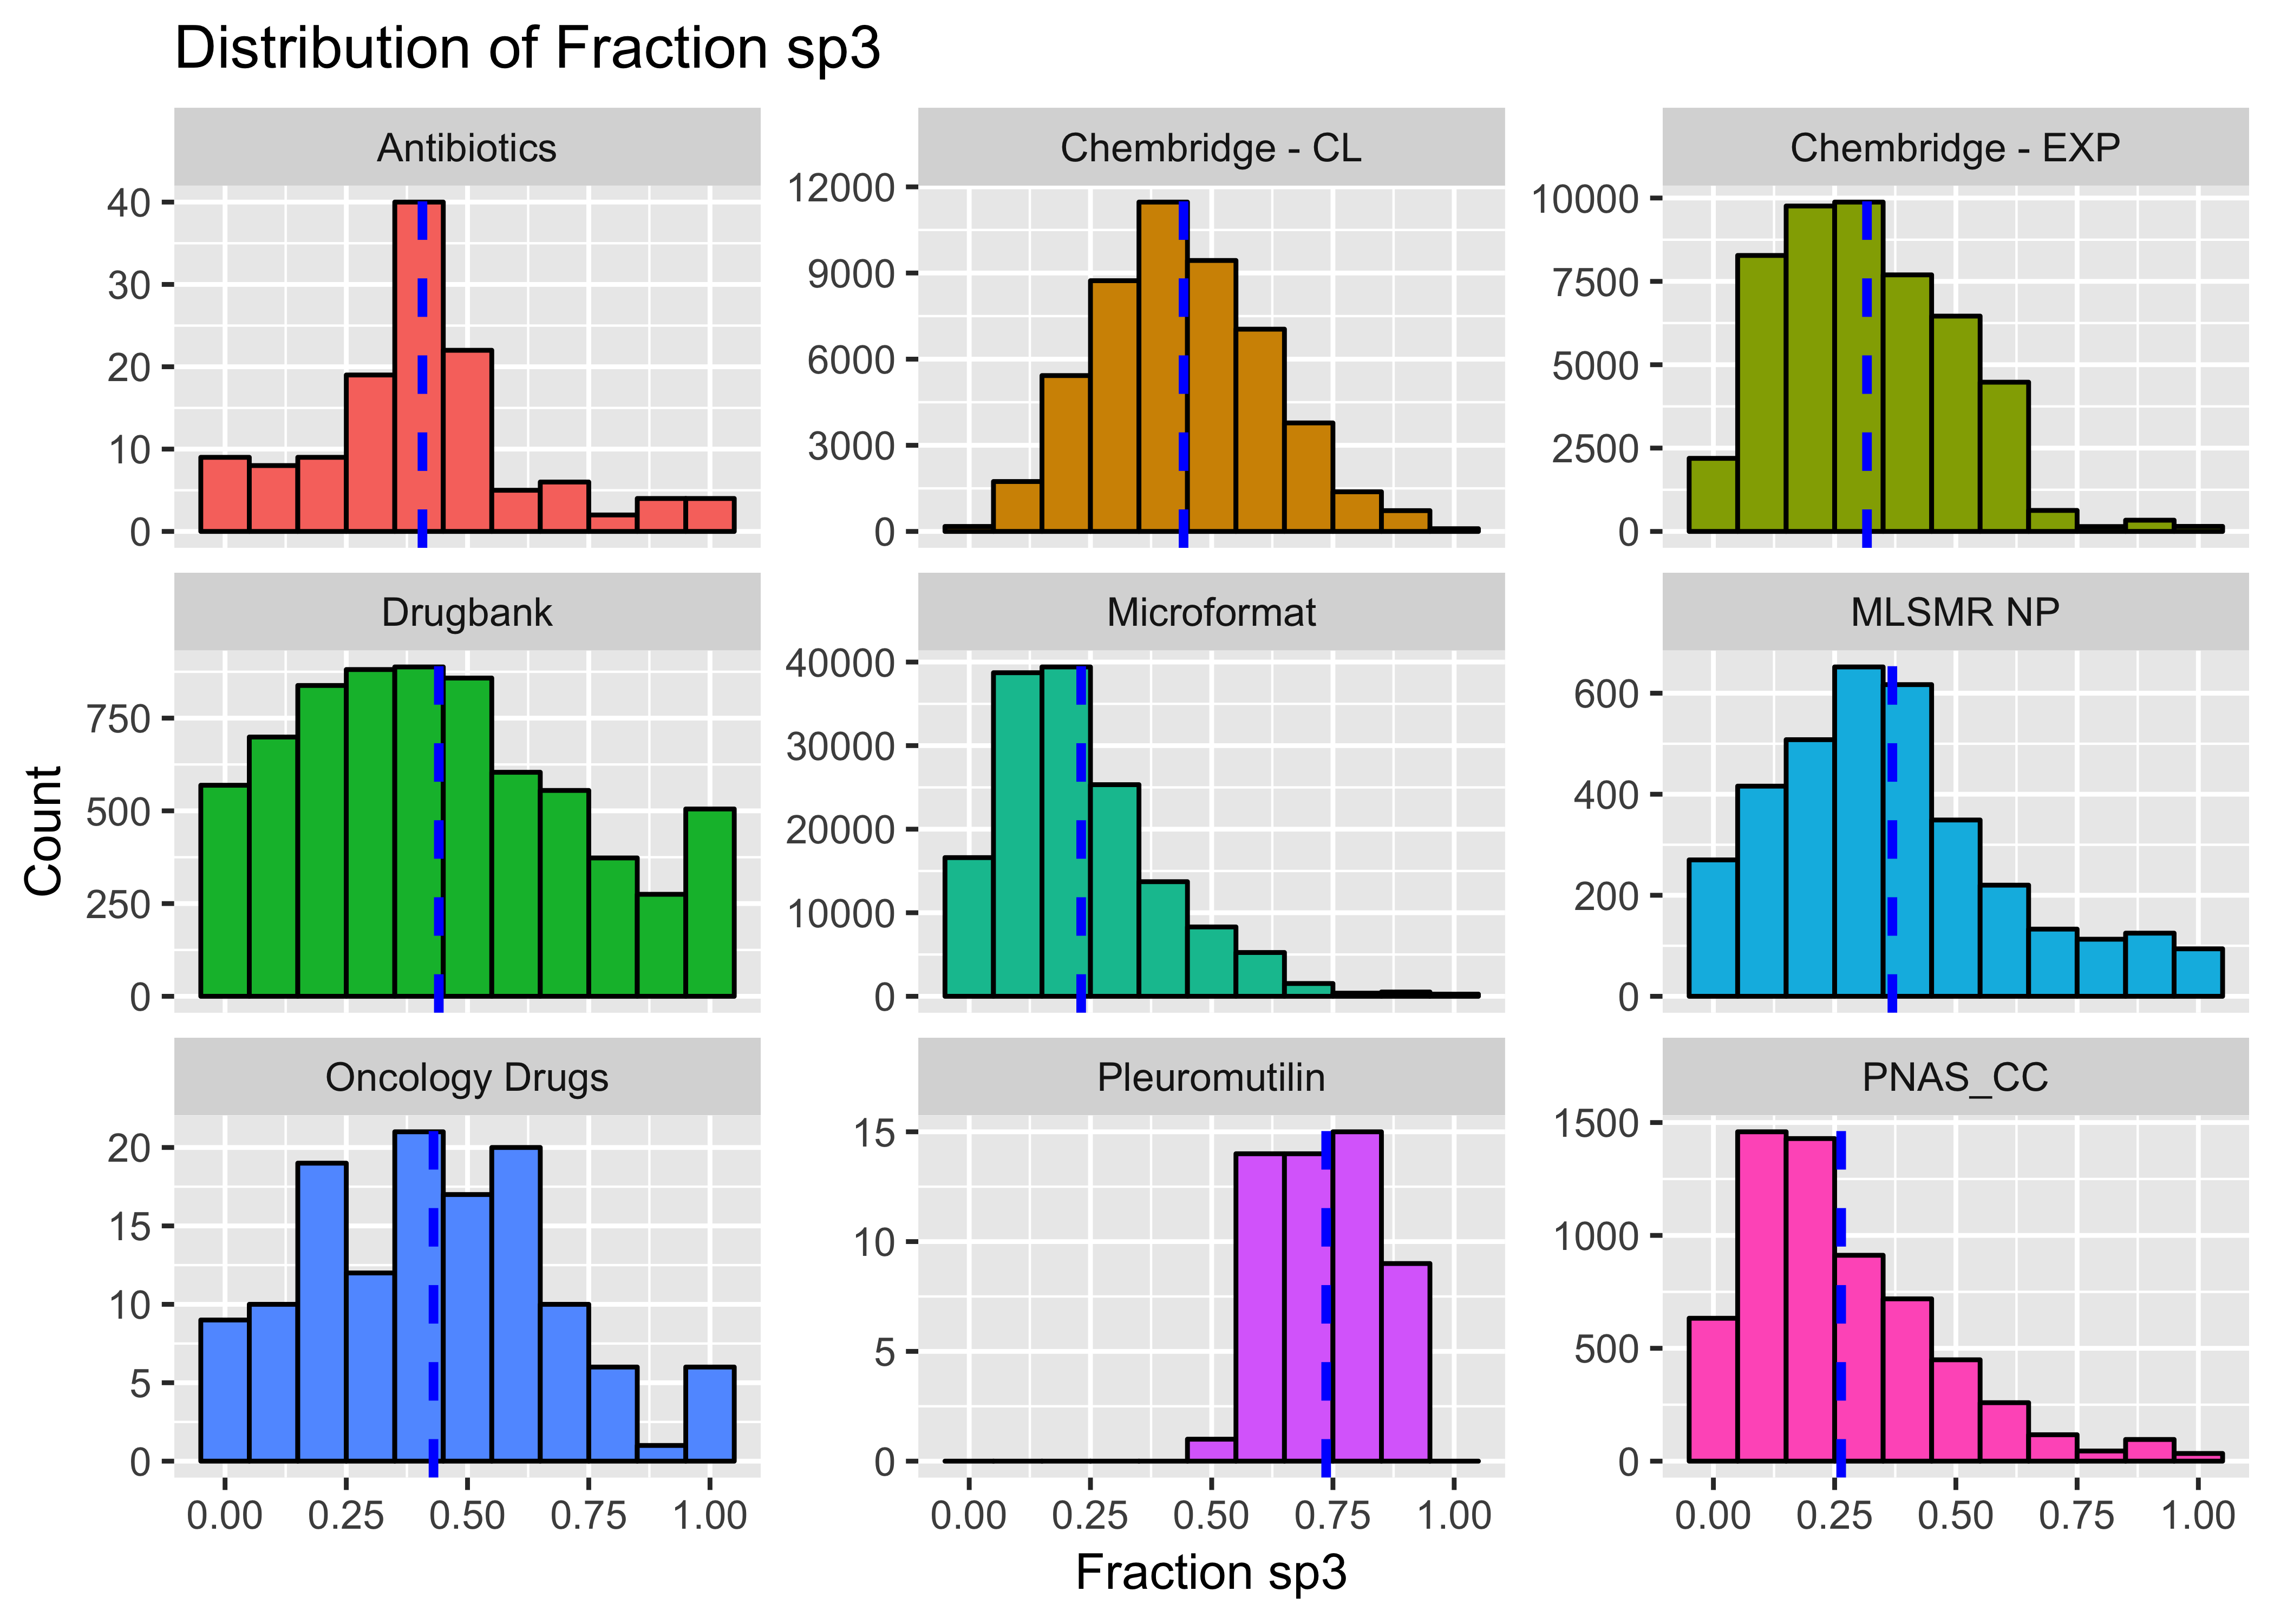 Distribution of Fraction sp3
Antibiotics
Chembridge - CL
Chembridge - EXP
40
30
20
10
0
12000
9000
6000
3000
0
10000
7500
5000
2500
0
Drugbank
Microformat
MLSMR NP
750
500
250
0
40000
30000
20000
10000
0
600
400
200
0
Oncology Drugs
Pleuromutilin
PNAS_CC
20
15
10
5
0
15
10
5
0
1500
1000
500
0
0.00 0.25 0.50 0.75 1.00
0.00 0.25 0.50 0.75 1.00
0.00 0.25 0.50 0.75 1.00
Count
Fraction sp3